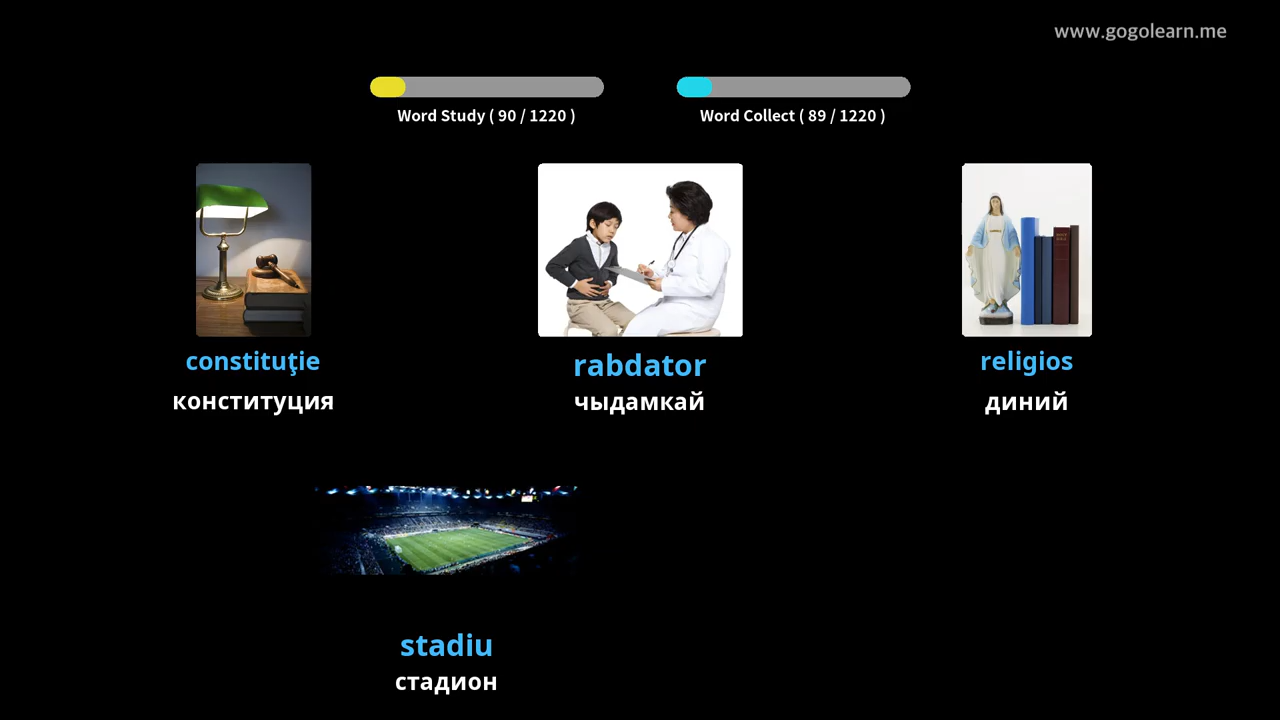 www.gogolearn.me
Word Study ( 90 / 1220 )
Word Collect ( 89 / 1220 )
constituţie
rabdator
religios
конституция
чыдамкай
диний
stadiu
стадион